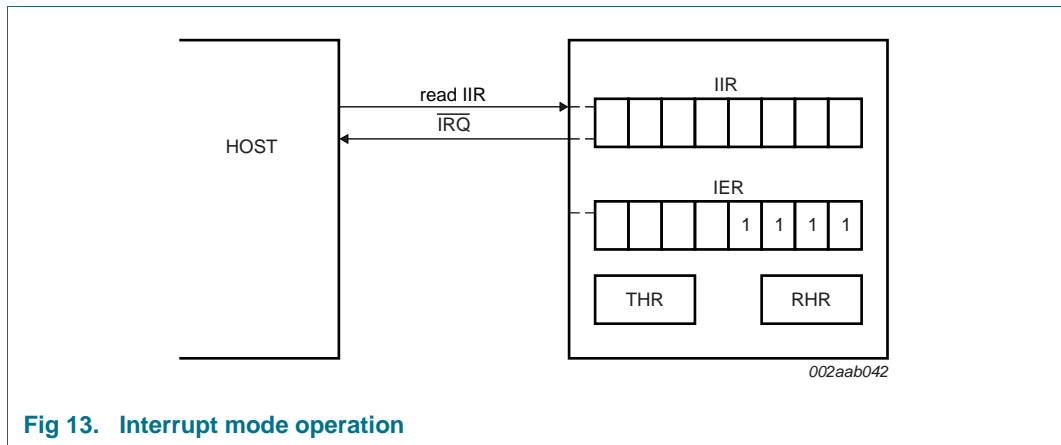 IIR
read IIR
IRQ
HOST
IER
1 1 1 1
THR RHR
002aab042
Fig 13. Interrupt mode operation